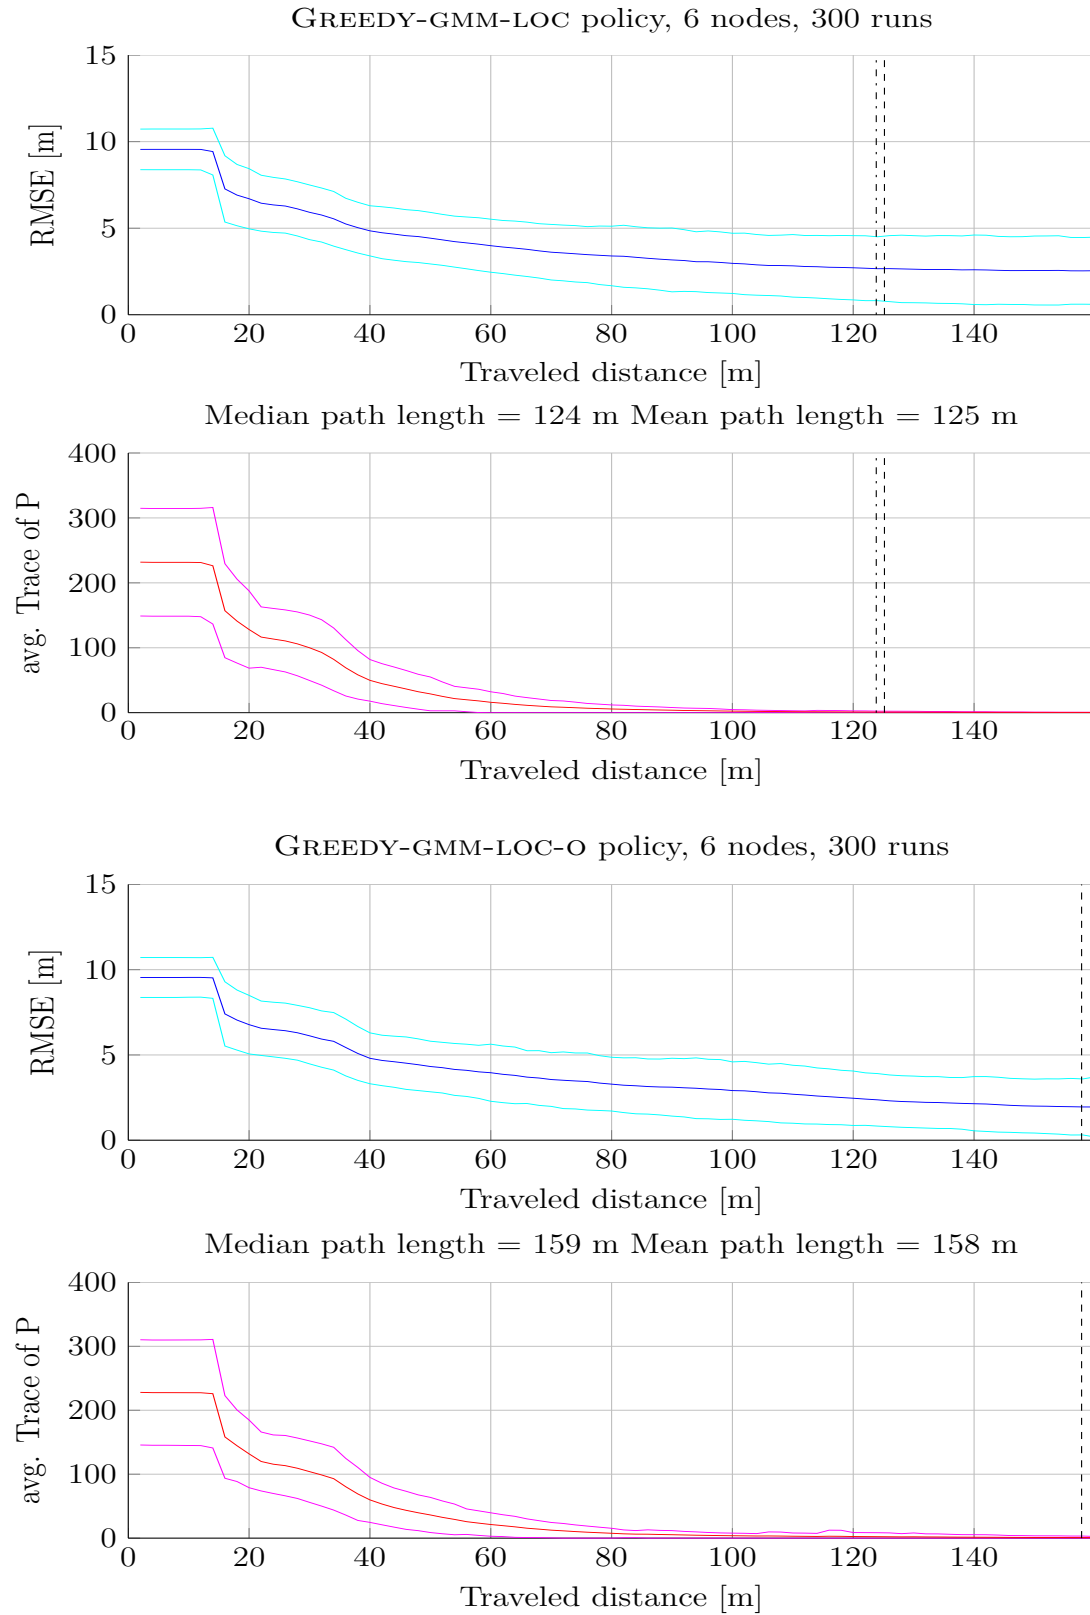 GREEDY-GMM-LOC policy, 6 nodes, 300 runs
RMSE [m]
15
10
5
0
0 20 40 60 80 100 120 140
Traveled distance [m]
Median path length = 124 m Mean path length = 125 m
avg. Trace of P
400
300
200
100
0
0 20 40 60 80 100 120 140
Traveled distance [m]
GREEDY-GMM-LOC-O policy, 6 nodes, 300 runs
RMSE [m]
15
10
5
0
0 20 40 60 80 100 120 140
Traveled distance [m]
Median path length = 159 m Mean path length = 158 m
avg. Trace of P
400
300
200
100
0
0 20 40 60 80 100 120 140
Traveled distance [m]